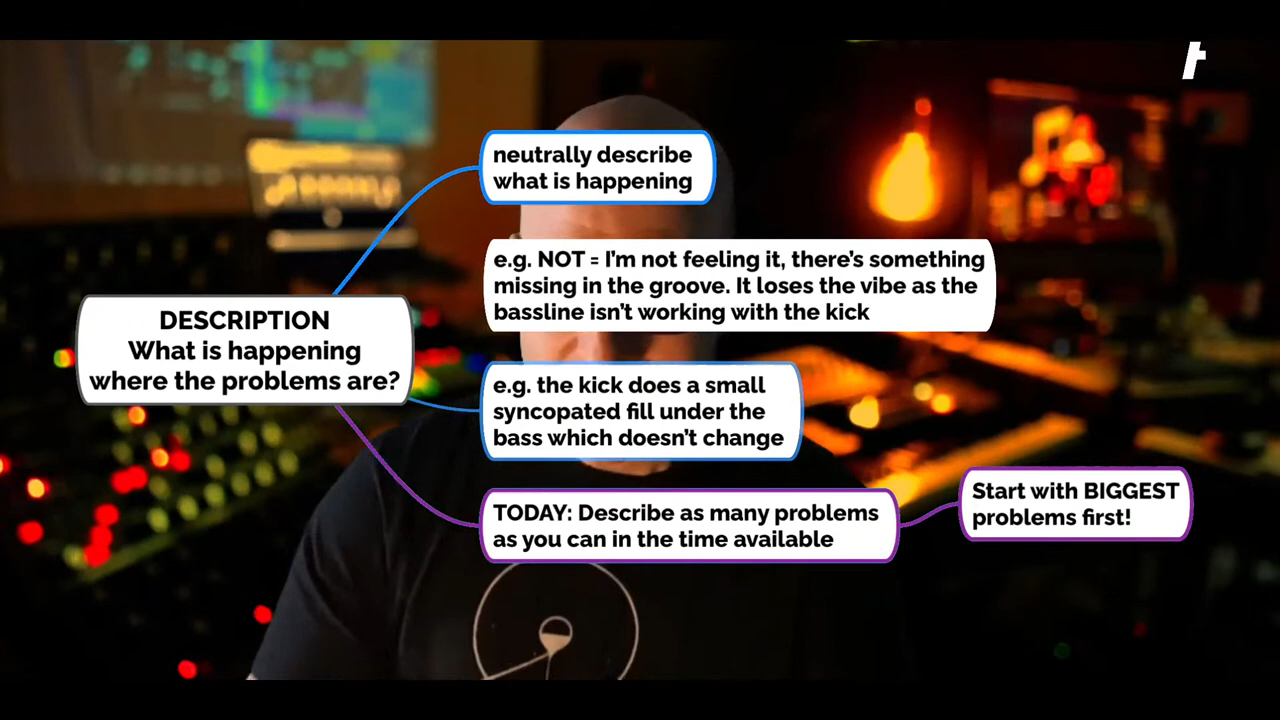 neutrally describe
what is happening
e.g. NOT = I'm not feeling it, there's something
missing in the groove. It loses the vibe as the
bassline isn't working with the kick
DESCRIPTION
What is happening
where the problems are?
e.g. the kick does a small
syncopated fill under the
bass which doesn't change
TODAY: Describe as many problems
as you can in the time available
Start with BIGGEST
problems first!